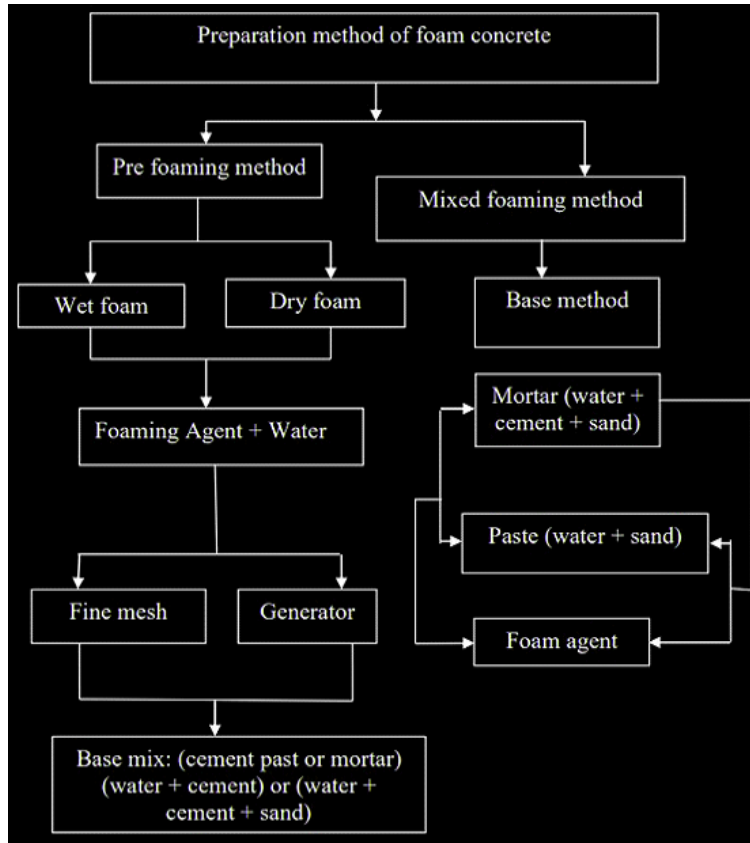 Preparation method of foam concrete
Pre foaming method
Mixed foaming method
Wet foam
Dry foam
Base method
Foaming Agent + Water
Mortar (water +
cement + sand)
Paste (water + sand)
Fine mesh
Generator
Foam agent
Base mix: (cement past or mortar)
(water + cement) or (water +
cement + sand)